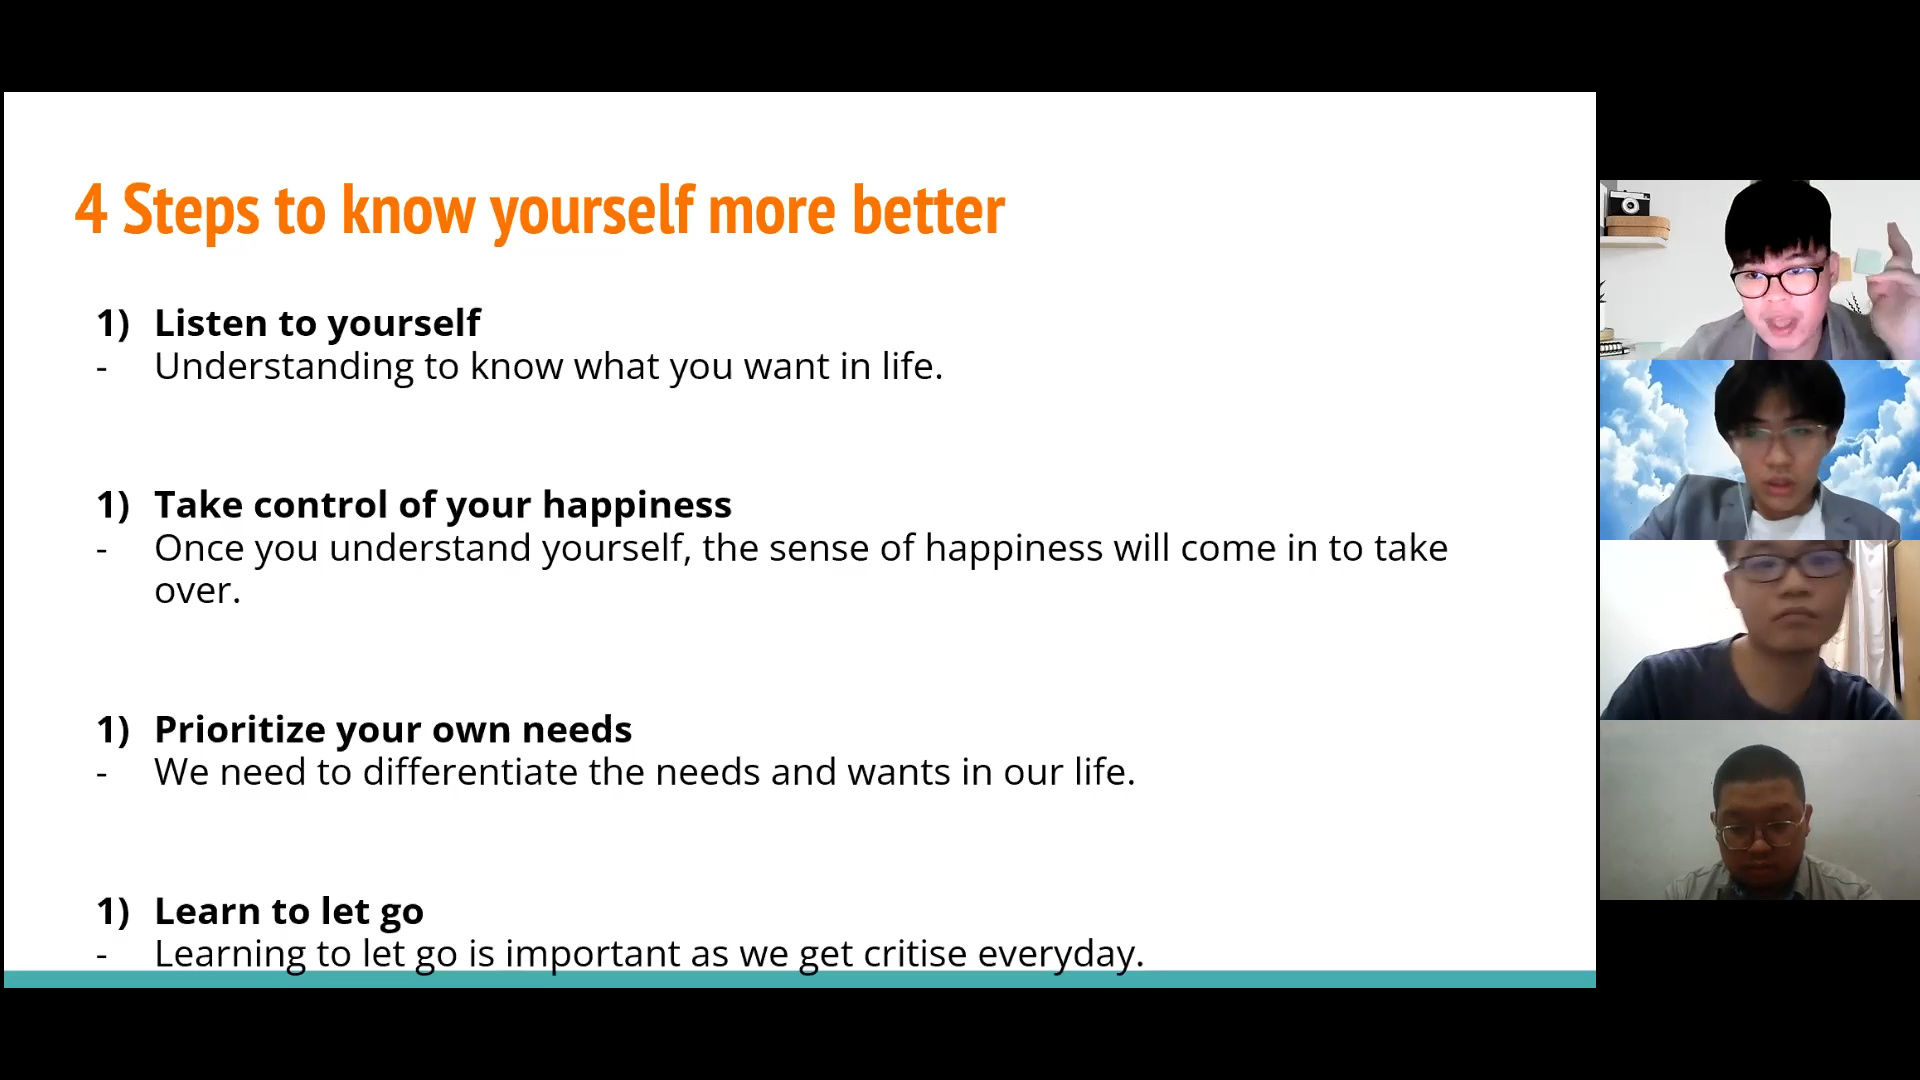 4 Steps to know yourself more better
1) Listen to yourself
- Understanding to know what you want in life.
1) Take control of your happiness
- Once you understand yourself, the sense of happiness will come in to take
over.
1) Prioritize your own needs
- We need to differentiate the needs and wants in our life.
1) Learn to let go
- Learning to let go is important as we get critise everyday.